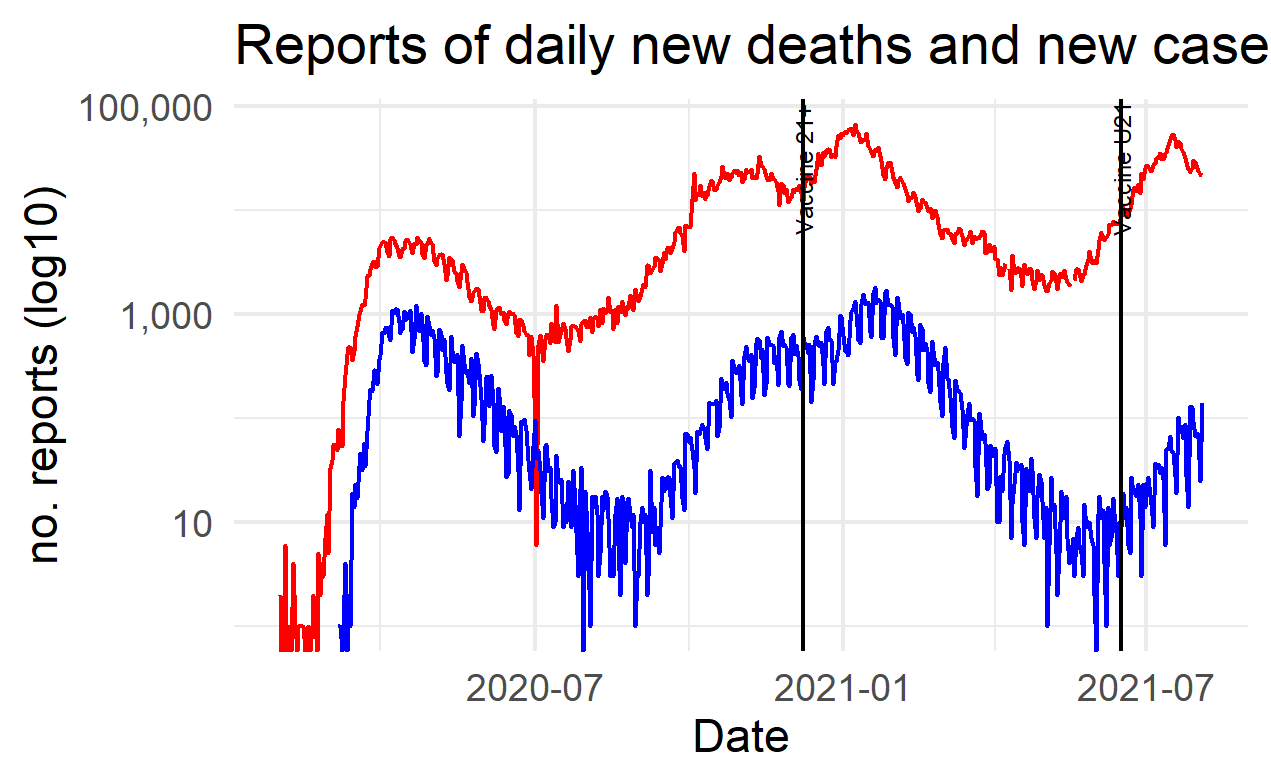 Reports of daily new deaths and new case
100,000
1,000
10
no. reports (log10)
Vaccine 21+
Vaccine U21
2020-07
2021-01
2021-07
Date